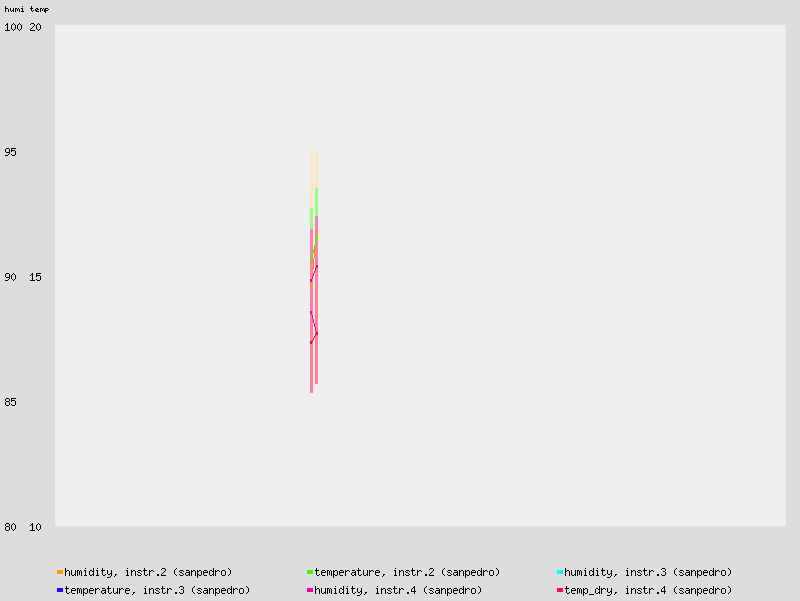 humi temp
100 20
95
90 15
85
80 10
humidity, instr.2 (sanpedro) temperature, instr.2 (sanpedro) humidity, instr.3 (sanpedro)
temperature, instr.3 (sanpedro) humidity, instr.4 (sanpedro) temp_dry, instr.4 (sanpedro)